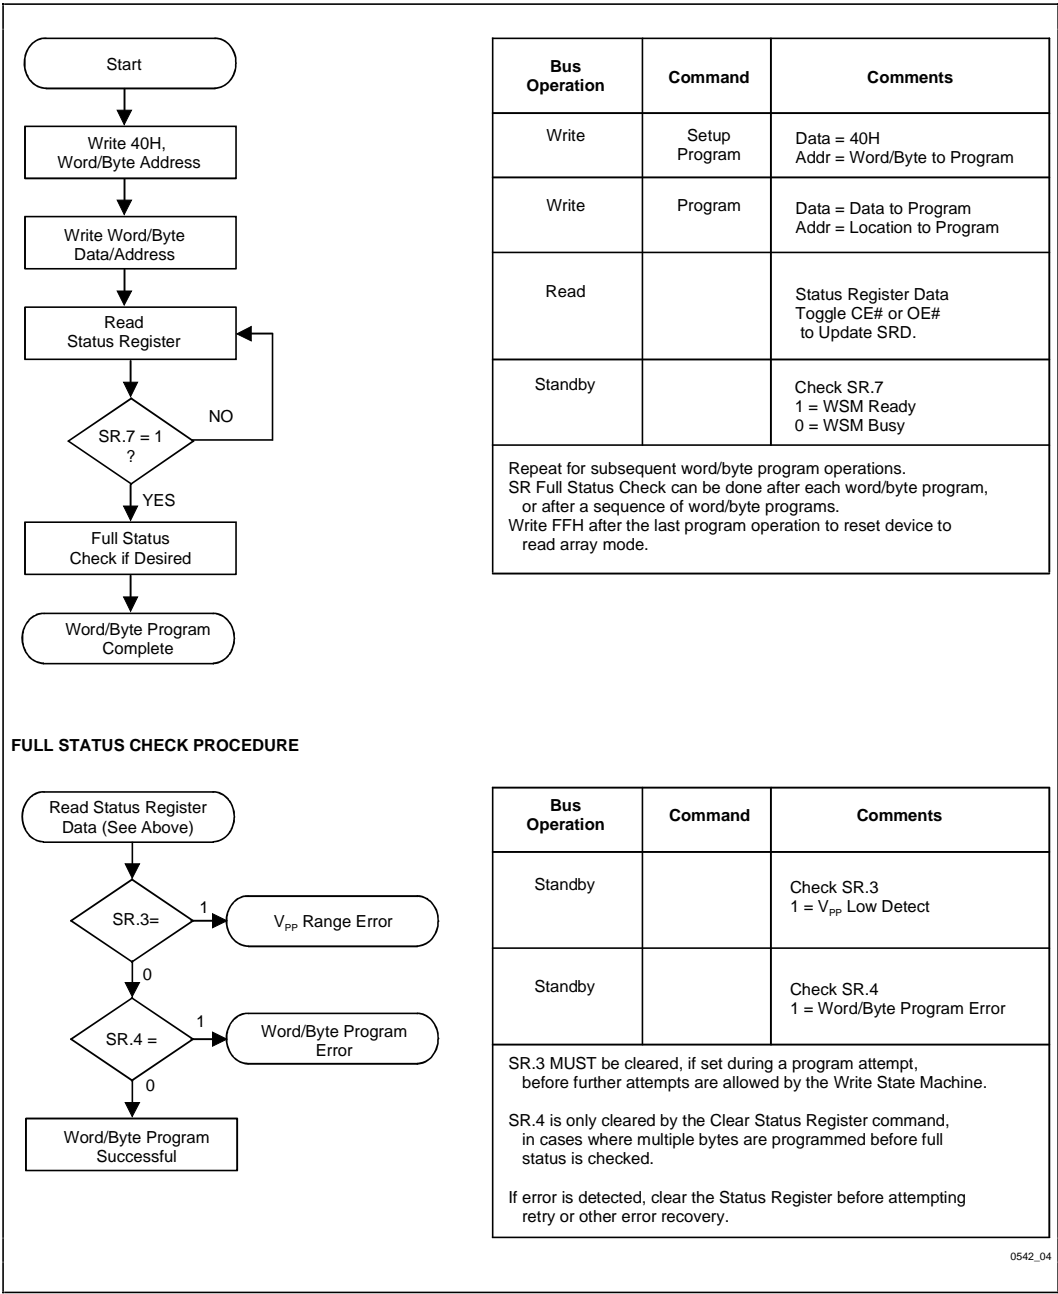 Start
Write 40H,
Word/Byte Address
Write Word/Byte
Data/Address
Read
Status Register
NO
SR.7 = 1
?
YES
Full Status
Check if Desired
Word/Byte Program
Complete
Bus
Operation
Command
Comments
Write
Setup
Program
Data = 40H
Addr = Word/Byte to Program
Write
Program
Data = Data to Program
Addr = Location to Program
Read
Status Register Data
Toggle CE# or OE#
to Update SRD.
Standby
Check SR.7
1 = WSM Ready
0 = WSM Busy
Repeat for subsequent word/byte program operations.
SR Full Status Check can be done after each word/byte program,
or after a sequence of word/byte programs.
Write FFH after the last program operation to reset device to
read array mode.
FULL STATUS CHECK PROCEDURE
Read Status Register
Data (See Above)
SR.3=
1
VPP Range Error
0
SR.4 =
1
Word/Byte Program
Error
0
Word/Byte Program
Successful
Bus
Operation
Command
Comments
Standby
Check SR.3
1 = VPP Low Detect
Standby
Check SR.4
1 = Word/Byte Program Error
SR.3 MUST be cleared, if set during a program attempt,
before further attempts are allowed by the Write State Machine.
SR.4 is only cleared by the Clear Status Register command,
in cases where multiple bytes are programmed before full
status is checked.
If error is detected, clear the Status Register before attempting
retry or other error recovery.
0542_04